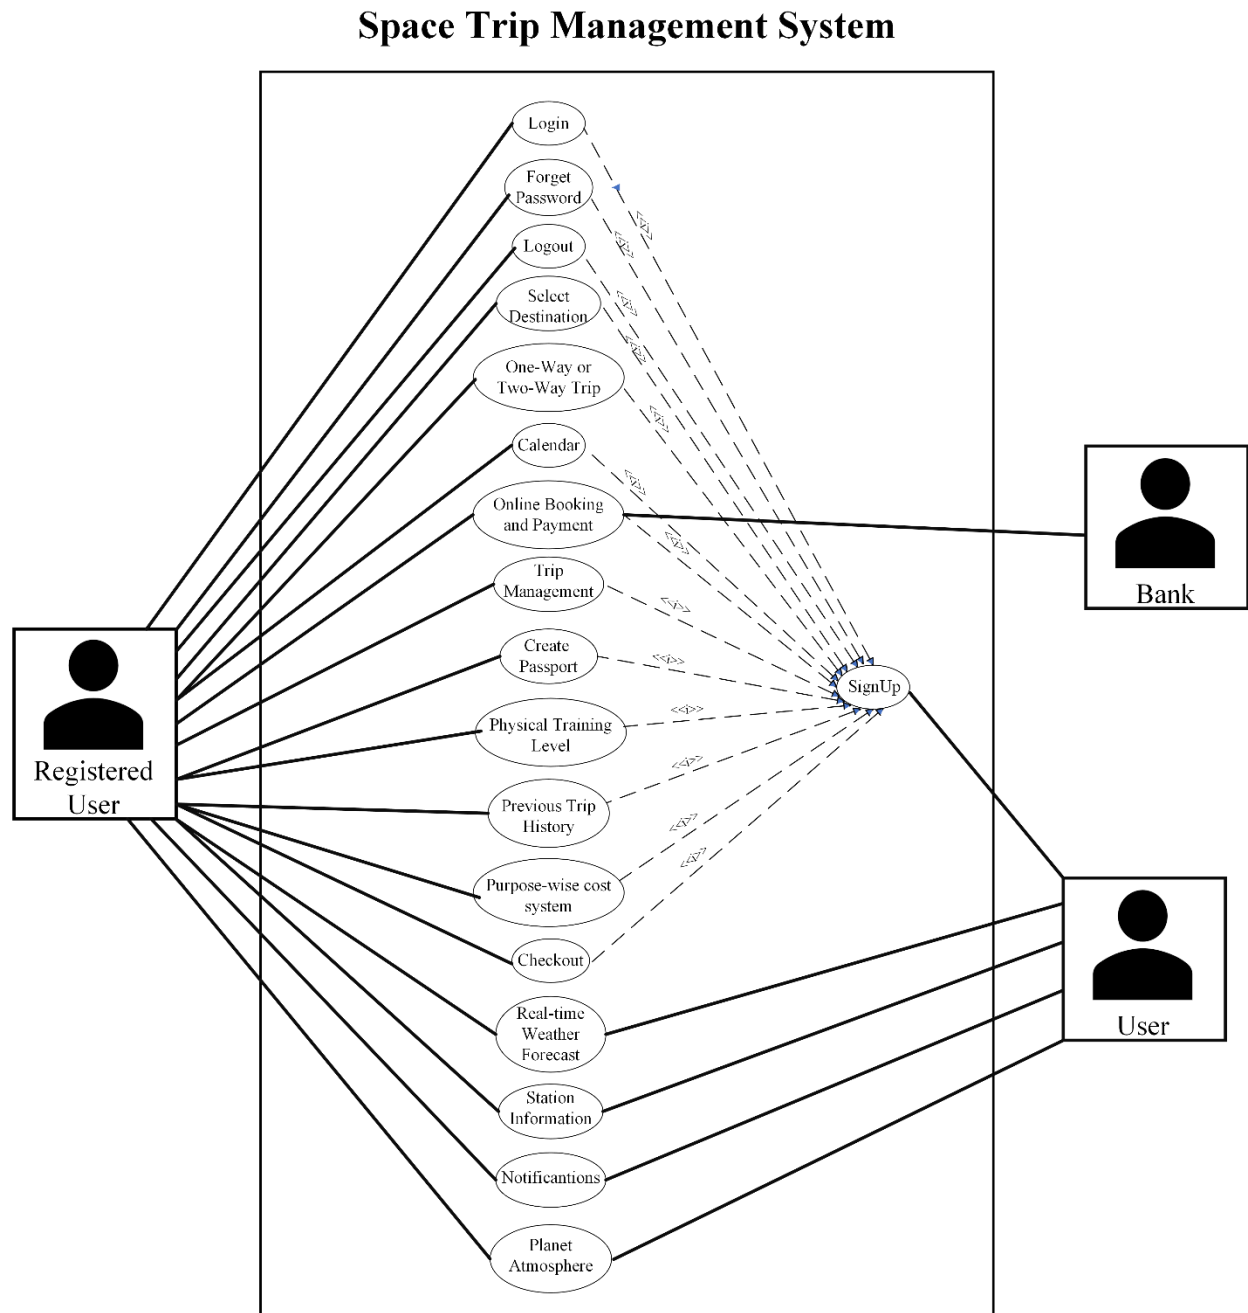 Space Trip Management System
Login
Forget
Password
Logout
Select
Destination
One-Way or
Two-Way Trip
Calendar
Online Booking
and Payment
Trip
Management
Create
Passport
Physical Training
Level
Previous Trip
History
Purpose-wise cost
system
Checkout
Real-time
Weather
Forecast
Station
Information
Notificantions
Planet
Atmosphere
Registered
User
SignUp
Bank
User